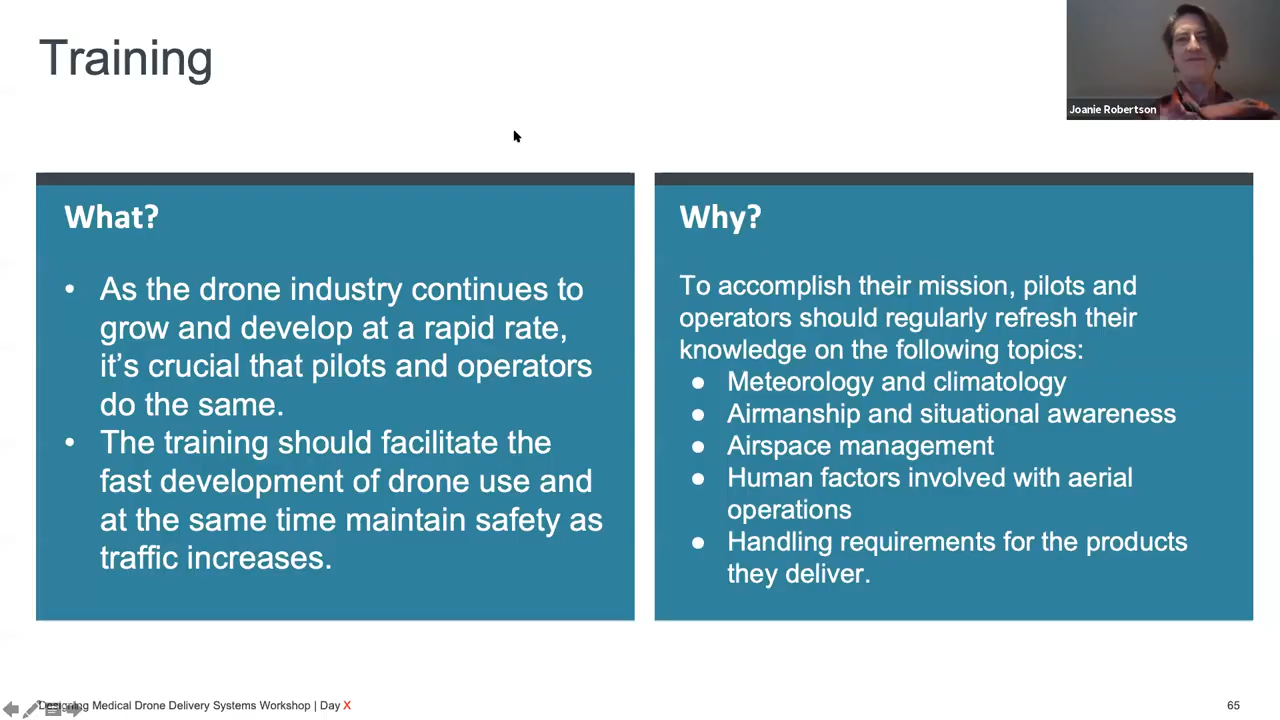 Training
Joanie Robertson
What?
• As the drone industry continues to
grow and develop at a rapid rate,
it’s crucial that pilots and operators
do the same.
• The training should facilitate the
fast development of drone use and
at the same time maintain safety as
traffic increases.
Why?
To accomplish their mission, pilots and
operators should regularly refresh their
knowledge on the following topics:
● Meteorology and climatology
● Airmanship and situational awareness
● Airspace management
● Human factors involved with aerial
operations
● Handling requirements for the products
they deliver.
Designing Medical Drone Delivery Systems Workshop | Day X
65